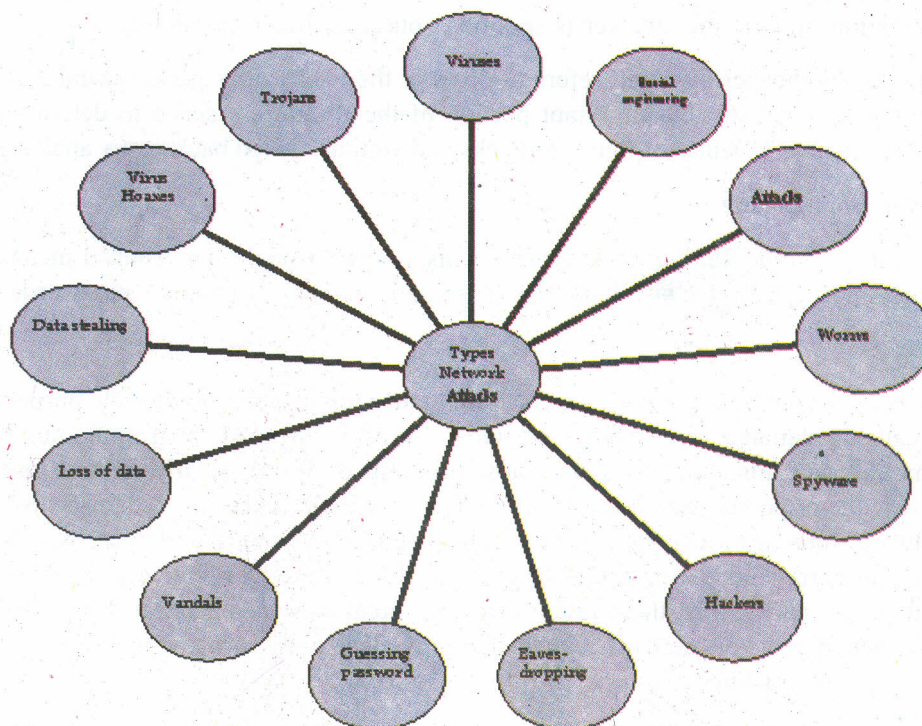 Viruses
Social
engineering
Trojans
Attacks
Virus
Hoaxes
Data stealing
Types
Network
Attacks
Worms
Loss of data
Spyware
Vandals
Hackers
Guessing
password
Eaves-
dropping